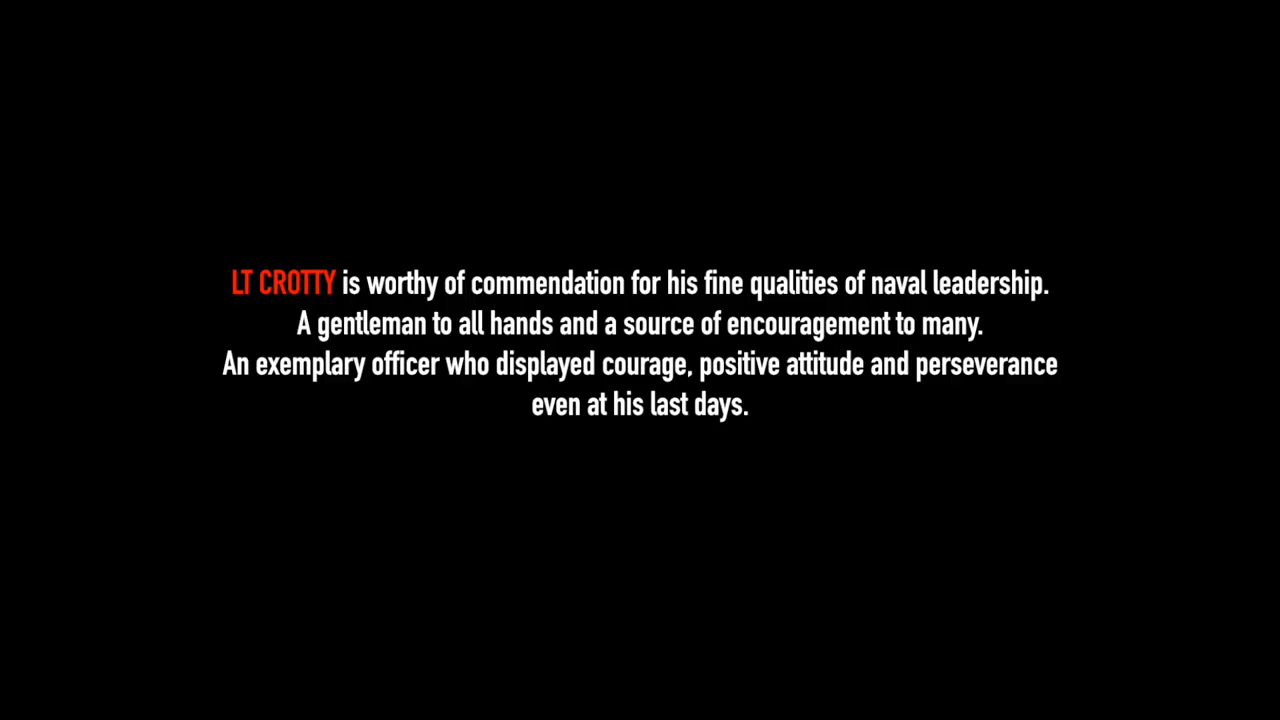 LT CROTTY is worthy of commendation for his fine qualities of naval leadership.
A gentleman to all hands and a source of encouragement to many.
An exemplary officer who displayed courage, positive attitude and perseverance
even at his last days.